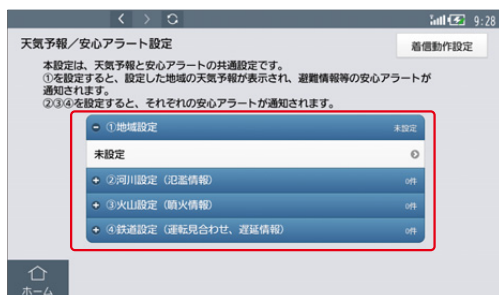 9:28
天気予報／安心アラート設定
着信動作設定
本設定は、天気予報と安心アラートの共通設定です。
①を設定すると、設定した地域の天気予報が表示され、避難情報等の安心アラートが
通知されます。
②③④を設定すると、それぞれの安心アラートが通知されます。
①地域設定 未設定
未設定
②河川設定（氾濫情報） 0件
③火山設定（噴火情報） 0件
④鉄道設定（運転見合わせ、遅延情報） 0件
ホーム